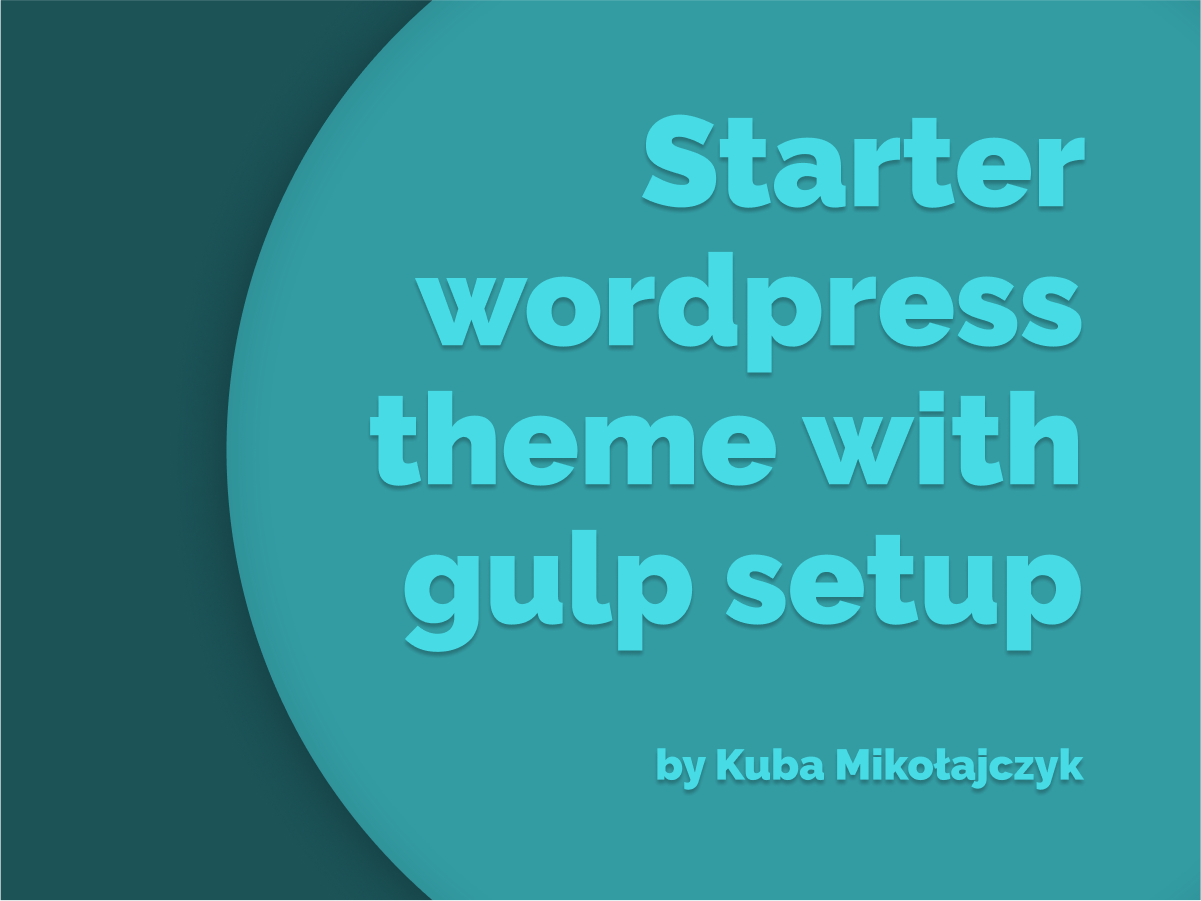 Starter
wordpress
theme with
gulp setup
by Kuba Mikołajczyk